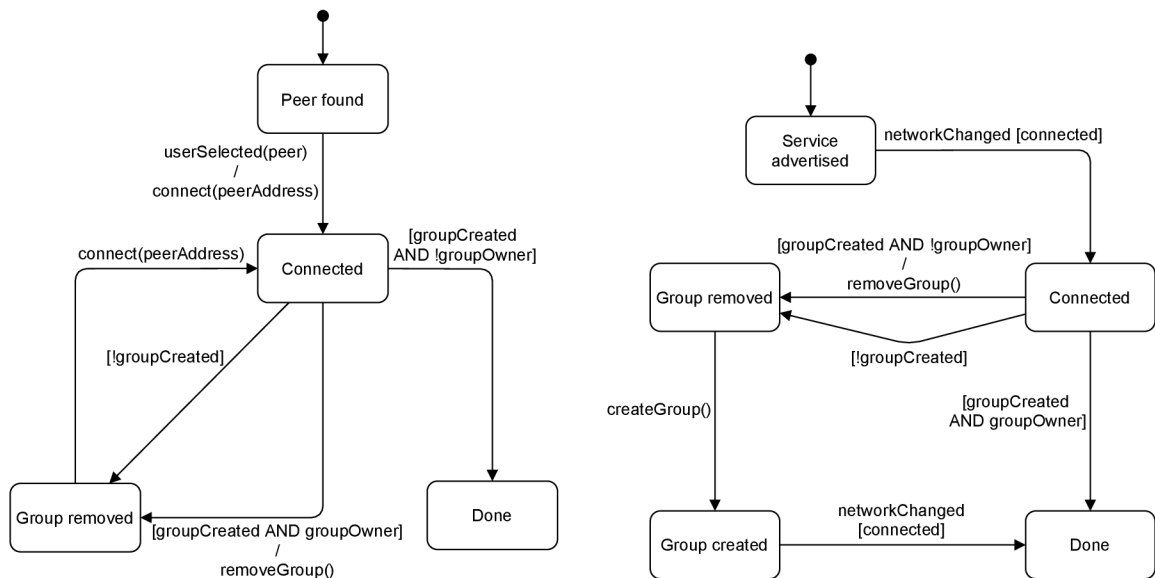 Peer found
userSelected(peer)
/
connect(peerAddress)
connect(peerAddress)
Connected
[groupCreated
AND !groupOwner]
[!groupCreated]
Group removed
Done
[groupCreated AND groupOwner]
/
removeGroup()
Service
advertised
networkChanged [connected]
[groupCreated AND !groupOwner]
/
removeGroup()
Group removed
Connected
[!groupCreated]
createGroup()
[groupCreated
AND groupOwner]
Group created
networkChanged
[connected]
Done